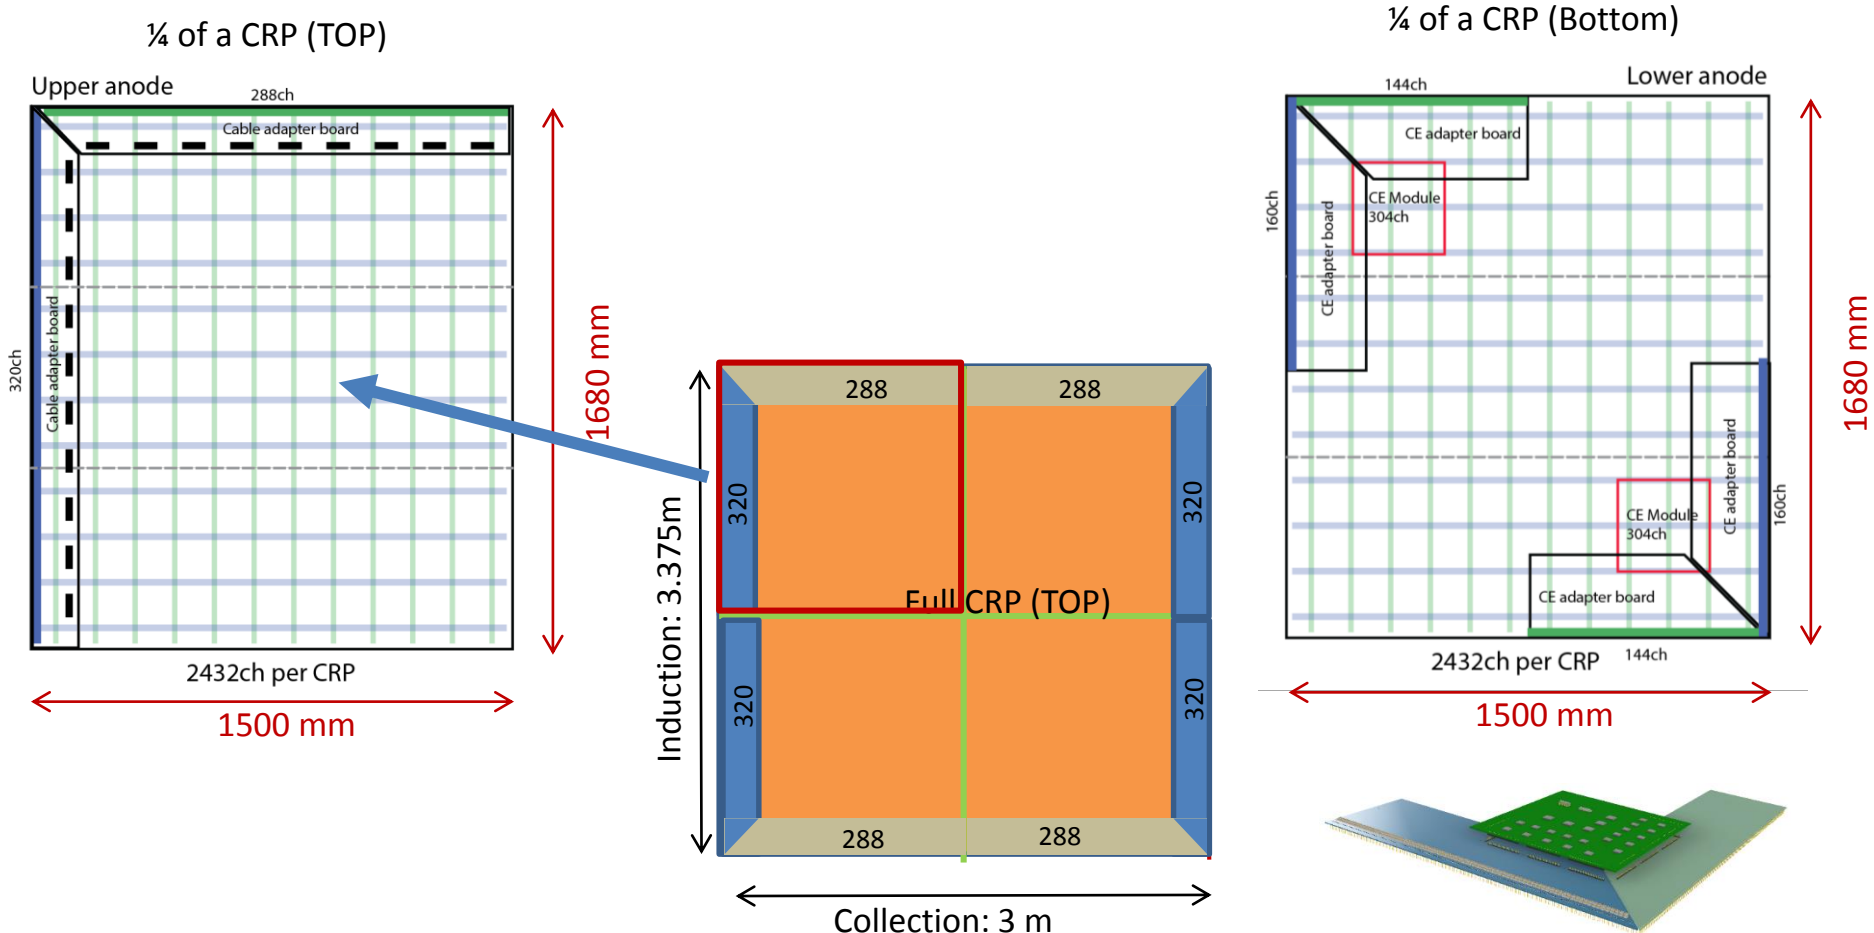 ¼ of a CRP (TOP)
Upper anode
288ch
Cable adapter board
320ch
Cable adapter board
1680 mm
2432ch per CRP
1500 mm
288
288
320
320
Full CRP (TOP)
320
320
288
288
Induction: 3.375m
Collection: 3 m
¼ of a CRP (Bottom)
Lower anode
144ch
CE adapter board
CE Module
304ch
160ch
CE adapter board
1680 mm
CE adapter board
CE Module
304ch
160ch
CE adapter board
2432ch per CRP
144ch
1500 mm